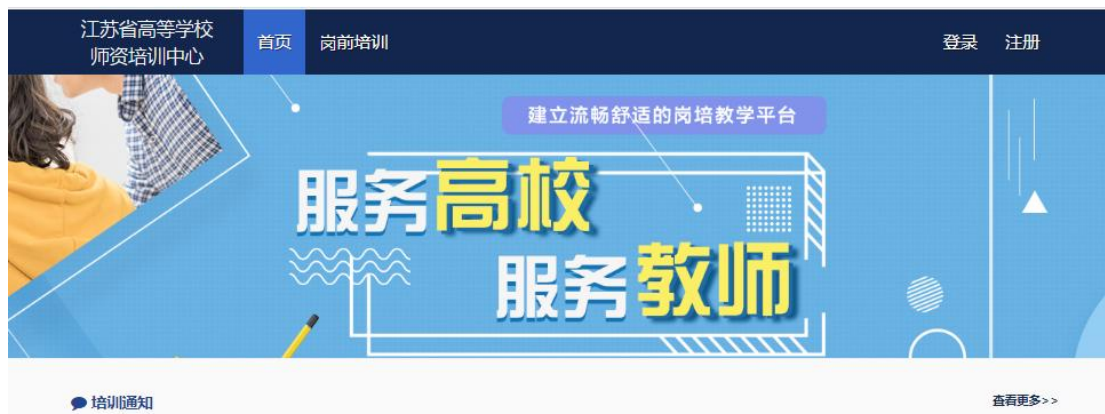 江苏省高等学校
师资培训中心
首页
岗前培训
登录
注册
建立流畅舒适的岗培教学平台
服务高校
服务教师
培训通知
查看更多>>